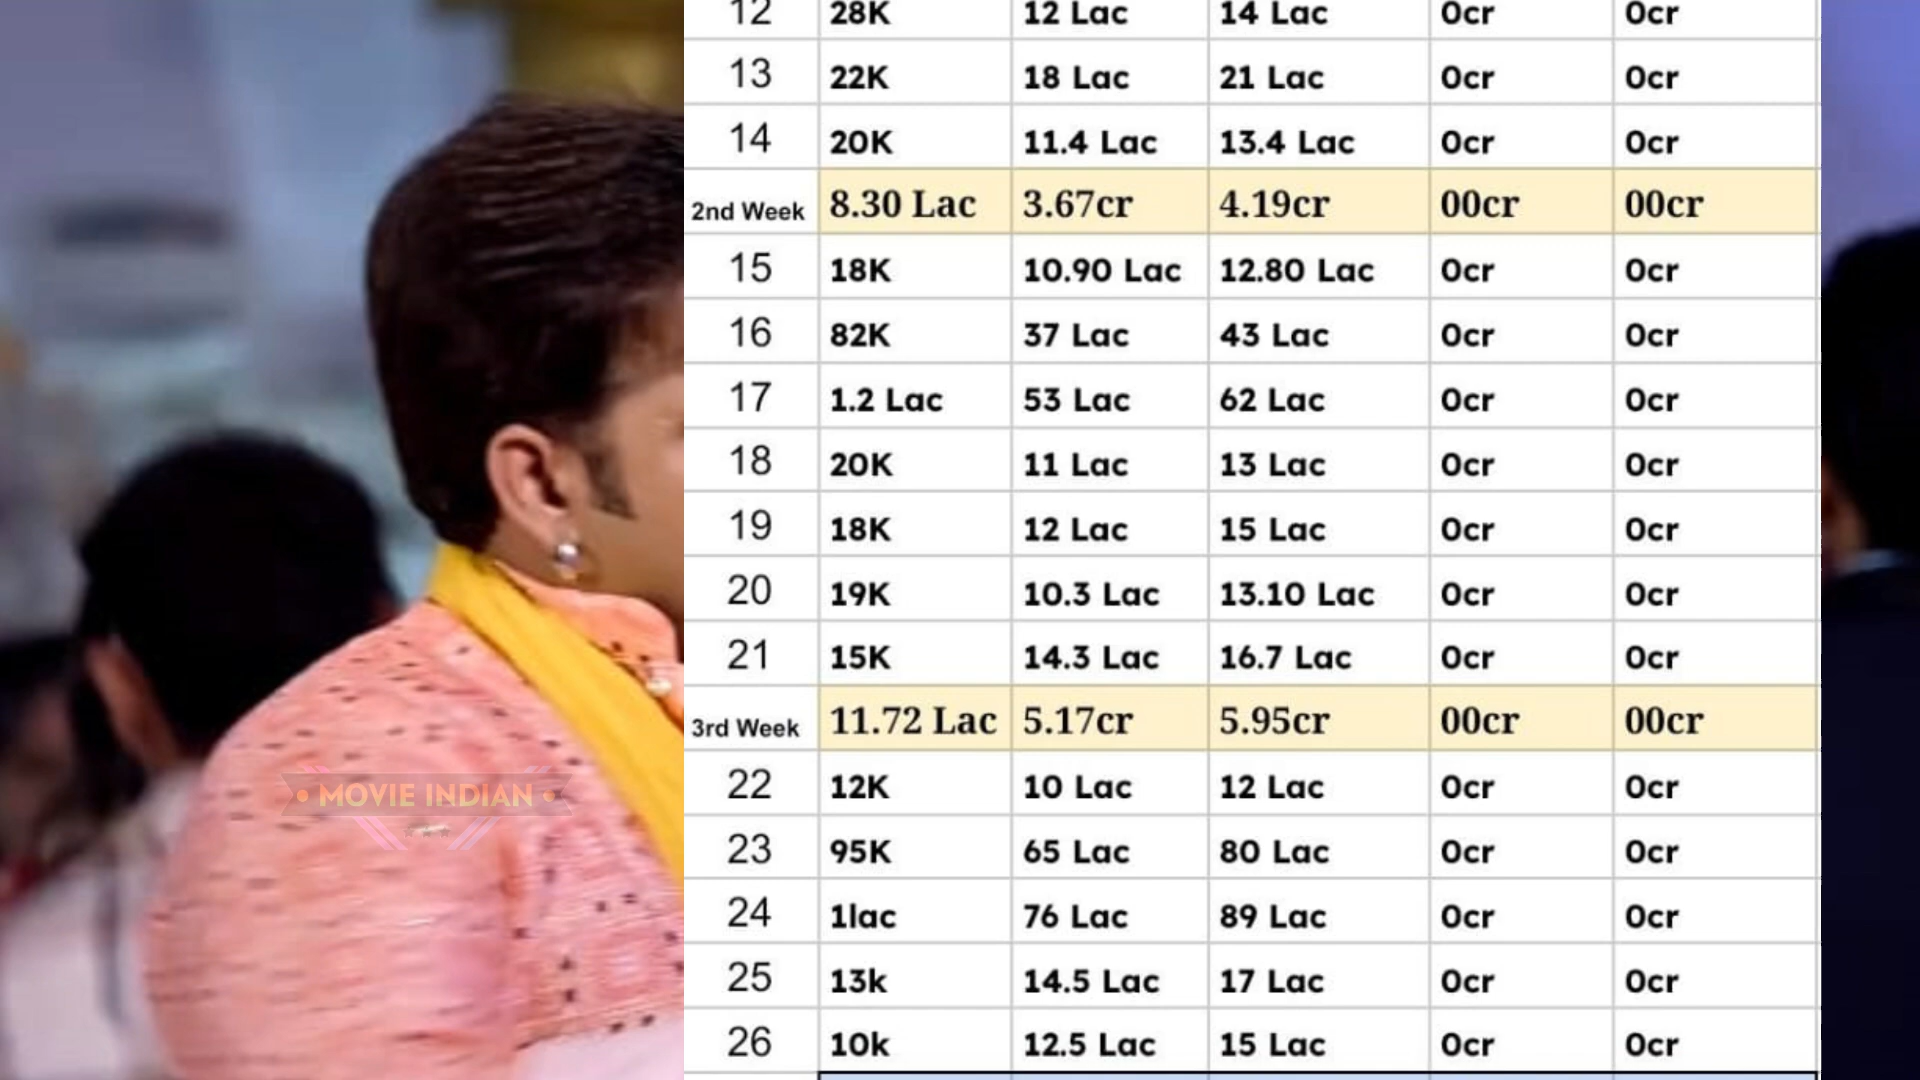 12 28K 12 Lac 14 Lac 0cr 0cr
13 22K 18 Lac 21 Lac 0cr 0cr
14 20K 11.4 Lac 13.4 Lac 0cr 0cr
2nd Week 8.30 Lac 3.67cr 4.19cr 00cr 00cr
15 18K 10.90 Lac 12.80 Lac 0cr 0cr
16 82K 37 Lac 43 Lac 0cr 0cr
17 1.2 Lac 53 Lac 62 Lac 0cr 0cr
18 20K 11 Lac 13 Lac 0cr 0cr
19 18K 12 Lac 15 Lac 0cr 0cr
20 19K 10.3 Lac 13.10 Lac 0cr 0cr
21 15K 14.3 Lac 16.7 Lac 0cr 0cr
3rd Week 11.72 Lac 5.17cr 5.95cr 00cr 00cr
22 12K 10 Lac 12 Lac 0cr 0cr
23 95K 65 Lac 80 Lac 0cr 0cr
24 1lac 76 Lac 89 Lac 0cr 0cr
25 13k 14.5 Lac 17 Lac 0cr 0cr
26 10k 12.5 Lac 15 Lac 0cr 0cr
• MOVIE INDIAN •